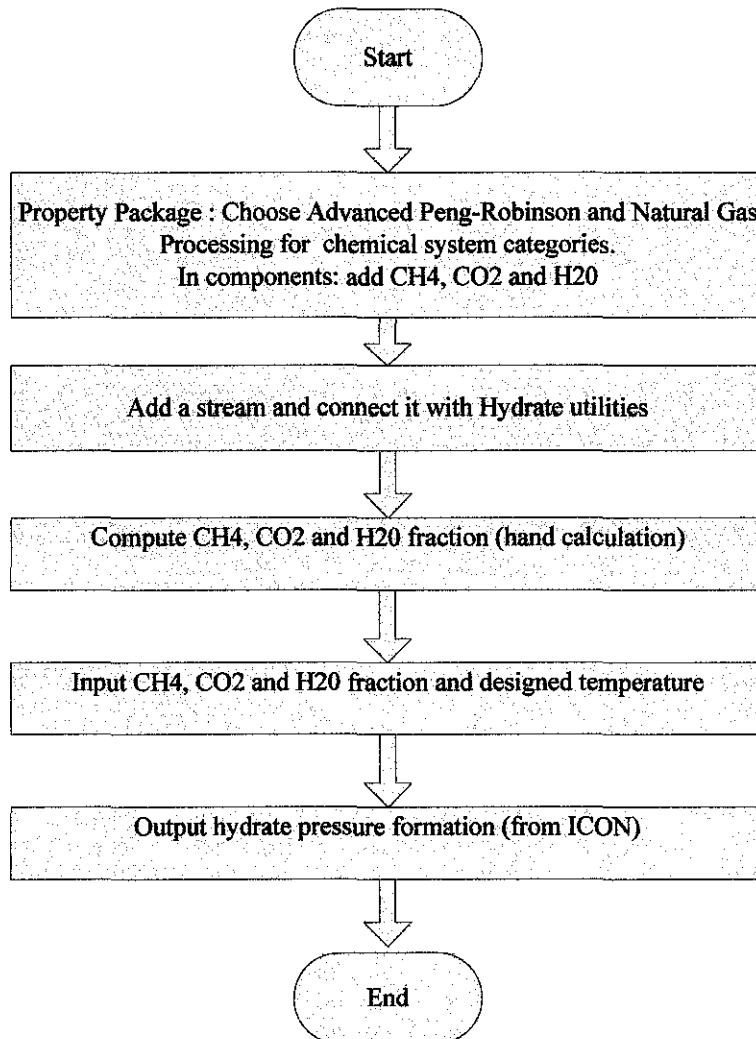 Start
Property Package : Choose Advanced Peng-Robinson and Natural Gas
Processing for chemical system categories.
In components: add CH4, CO2 and H20
Add a stream and connect it with Hydrate utilities
Compute CH4, CO2 and H20 fraction (hand calculation)
Input CH4, CO2 and H20 fraction and designed temperature
Output hydrate pressure formation (from ICON)
End